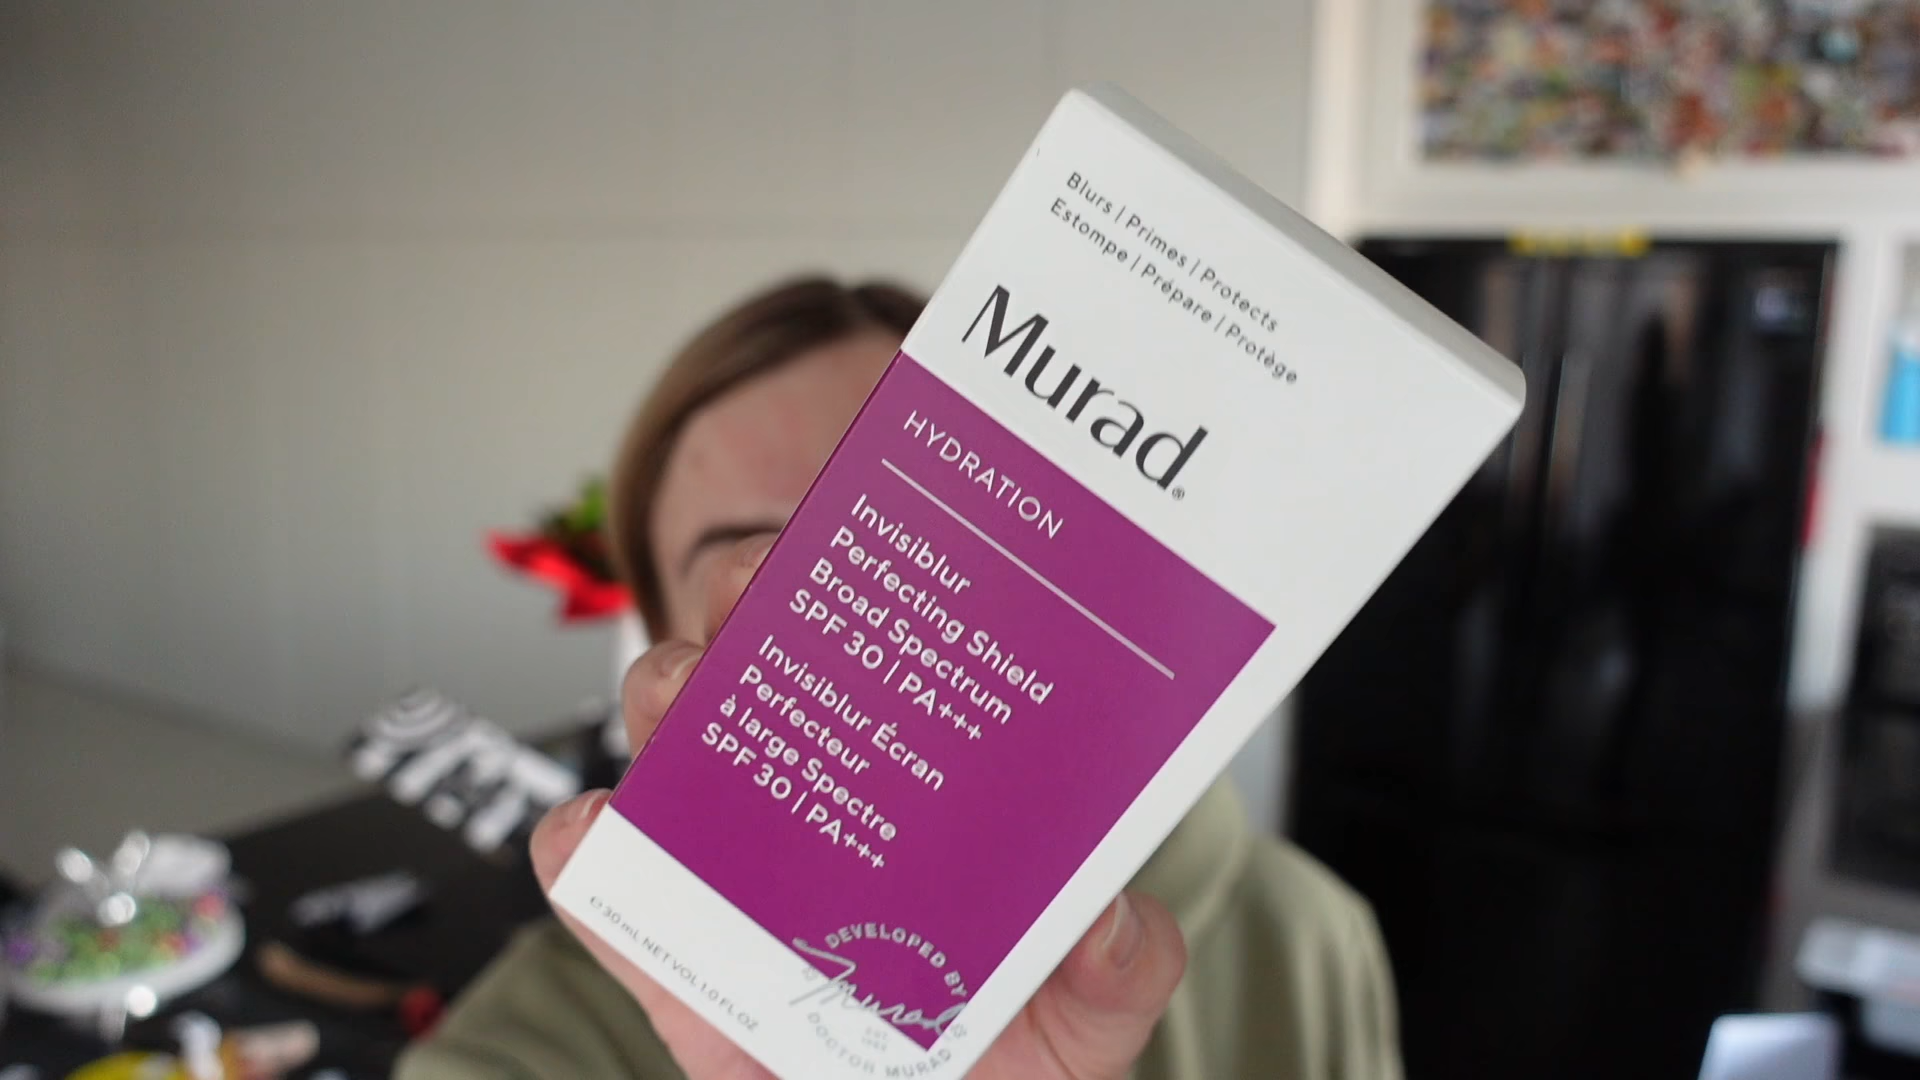 Blurs | Primes | Protects
Estompe | Prépare | Protège
Murad®
HYDRATION
Invisiblur
Perfecting Shield
Broad Spectrum
SPF 30 | PA+++
Invisiblur Écran
Perfecteur
à large Spectre
SPF 30 | PA+++
℮ 30 mL NET VOL 1.0 FL OZ
DEVELOPED BY
Murad
DOCTOR MURAD